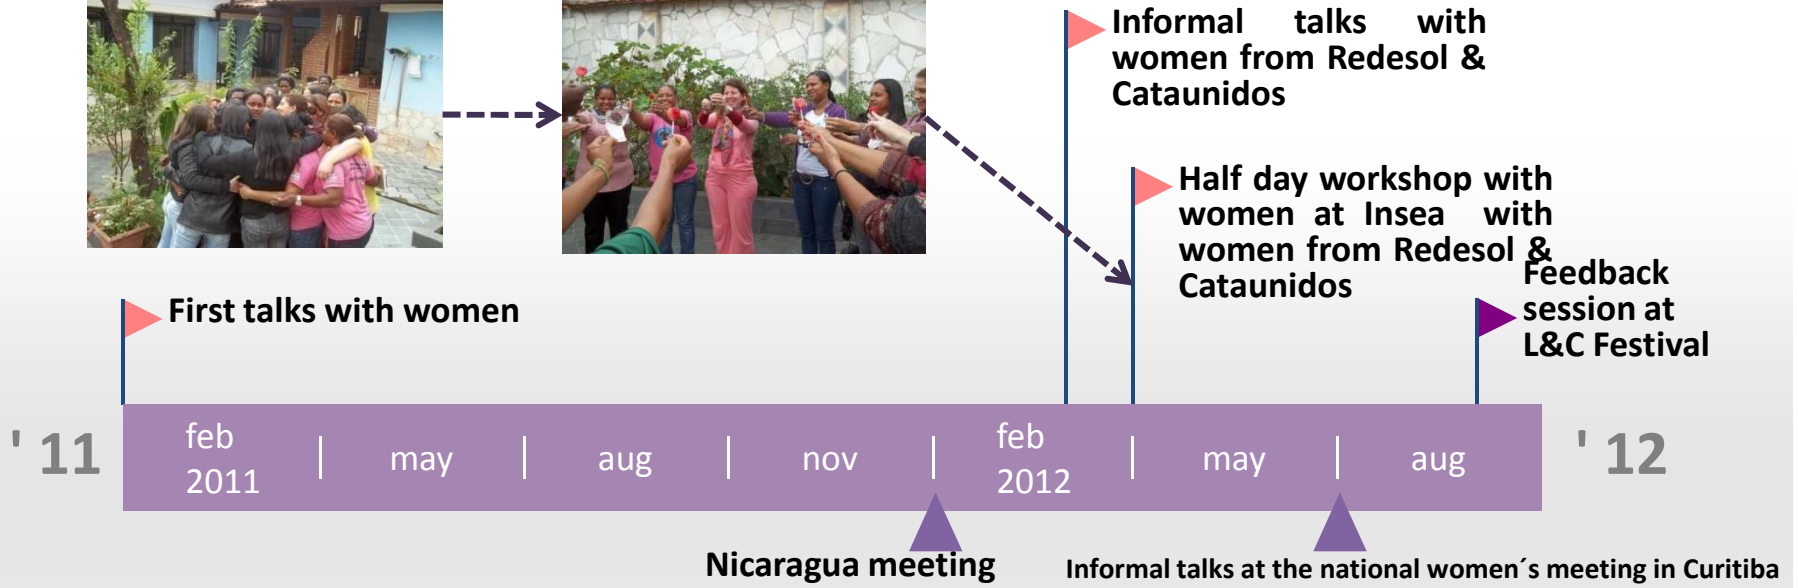 Informal talks with
women from Redesol &
Cataunidos
Half day workshop with
women at Insea with
women from Redesol &
Cataunidos
Feedback
session at
L&C Festival
First talks with women
' 11
feb
2011
may
aug
nov
feb
2012
may
aug
' 12
Nicaragua meeting
Informal talks at the national women´s meeting in Curitiba